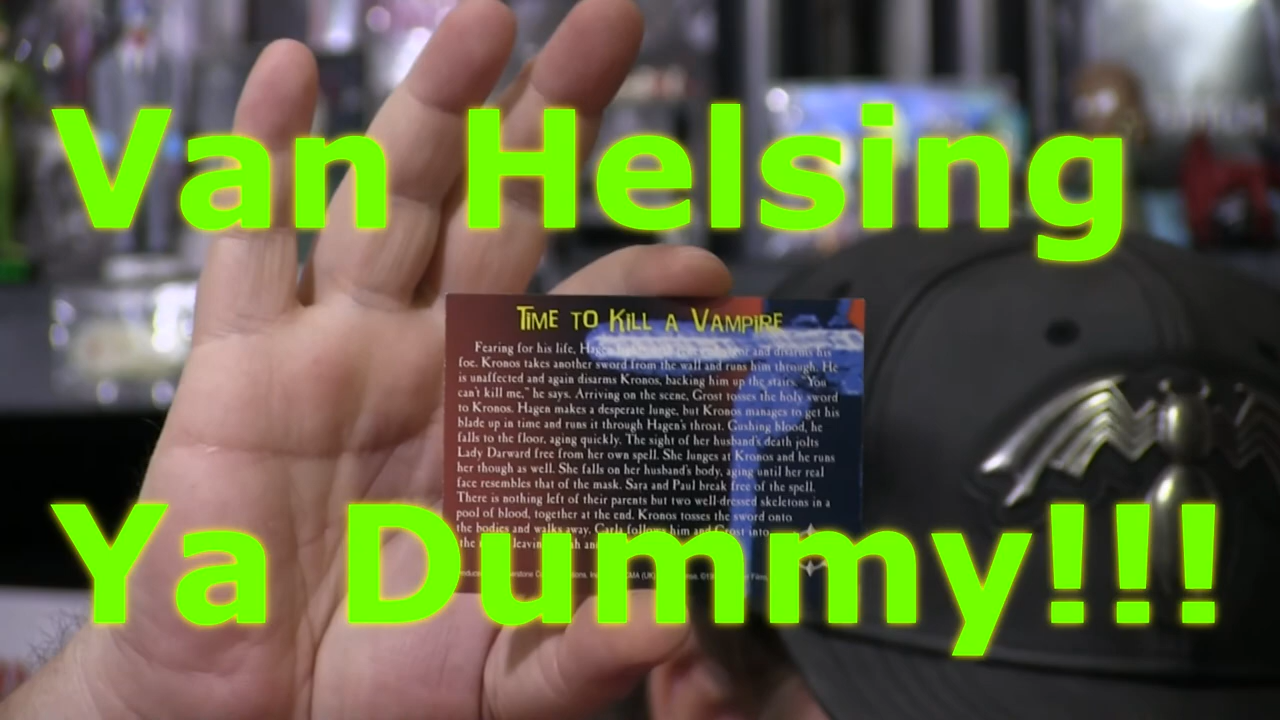 Van Helsing
TIME TO KILL A VAMPIRE
Fearing for his life, and disarms his
foe. Kronos takes another sword from the wall and runs him through. He
is unaffected and again disarms Kronos, backing him up the stairs. "You
can't kill me," he says. Arriving on the scene, Grost tosses the holy sword
to Kronos. Hagen makes a desperate lunge, but Kronos manages to get his
blade up in time and runs it through Hagen's throat. Gushing blood, he
falls to the floor, aging quickly. The sight of her husband's death jolts
Lady Darward free from her own spell. She lunges at Kronos and he runs
her though as well. She falls on her husband's body, aging until her real
face resembles that of the mask. Sara and Paul break free of the spell.
There is nothing left of their parents but two well-dressed skeletons in a
pool of blood, together at the end. Kronos tosses the sword onto
the bodies and walks away. Carla follows him and Grost into
the
Ya Dummy!!!